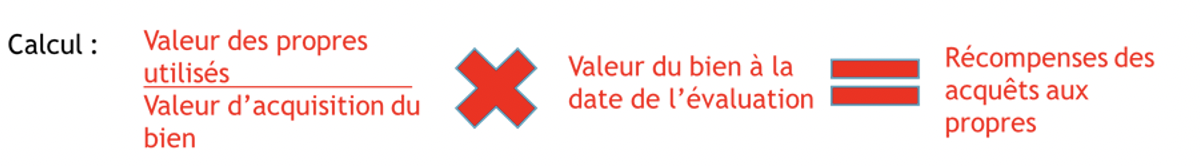 Calcul :
Valeur des propres
utilisés
Valeur d’acquisition du
bien
Valeur du bien à la
date de l’évaluation
Récompenses des
acquêts aux
propres